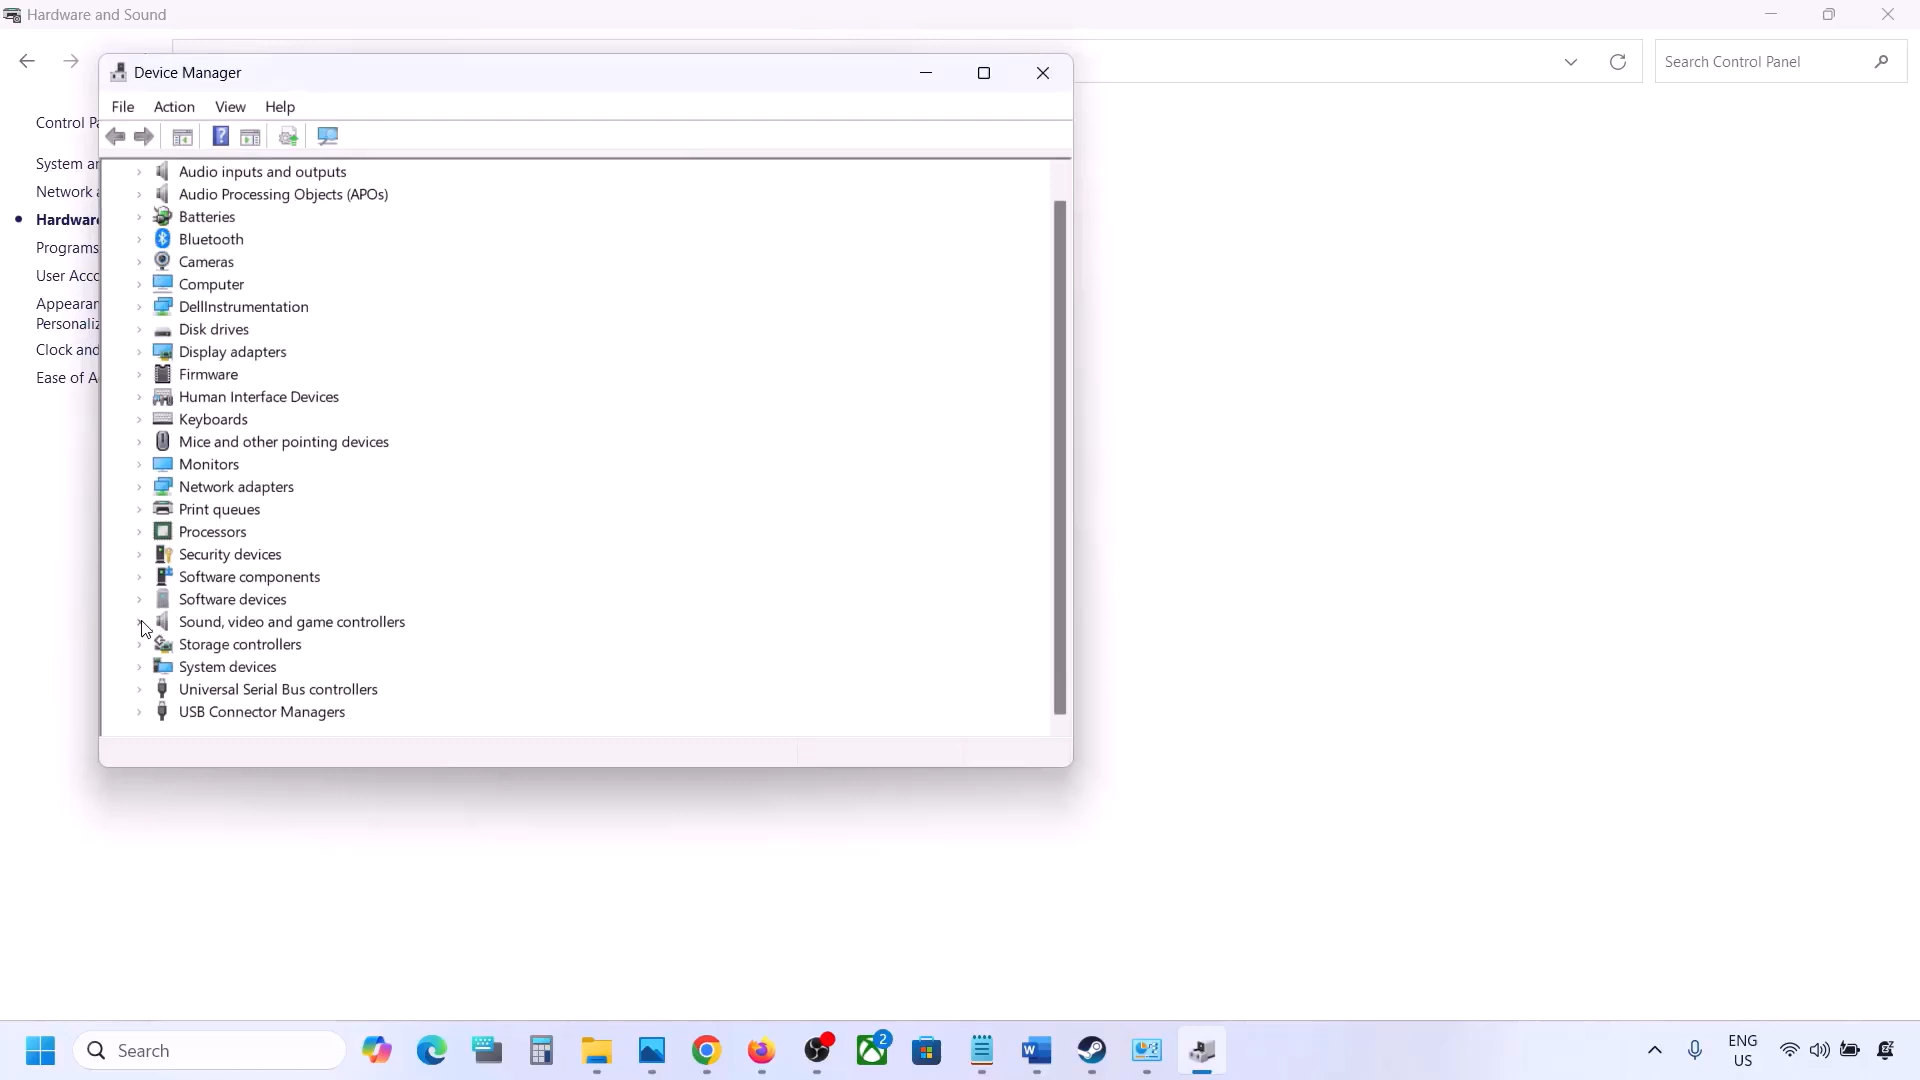 Hardware and Sound
Search Control Panel
Device Manager
File Action View Help
Control Pa
System an
Network a
Hardware
Programs
User Acco
Appearan
Personaliz
Clock and
Ease of A
Audio inputs and outputs
Audio Processing Objects (APOs)
Batteries
Bluetooth
Cameras
Computer
DellInstrumentation
Disk drives
Display adapters
Firmware
Human Interface Devices
Keyboards
Mice and other pointing devices
Monitors
Network adapters
Print queues
Processors
Security devices
Software components
Software devices
Sound, video and game controllers
Storage controllers
System devices
Universal Serial Bus controllers
USB Connector Managers
Search
2
ENG
US